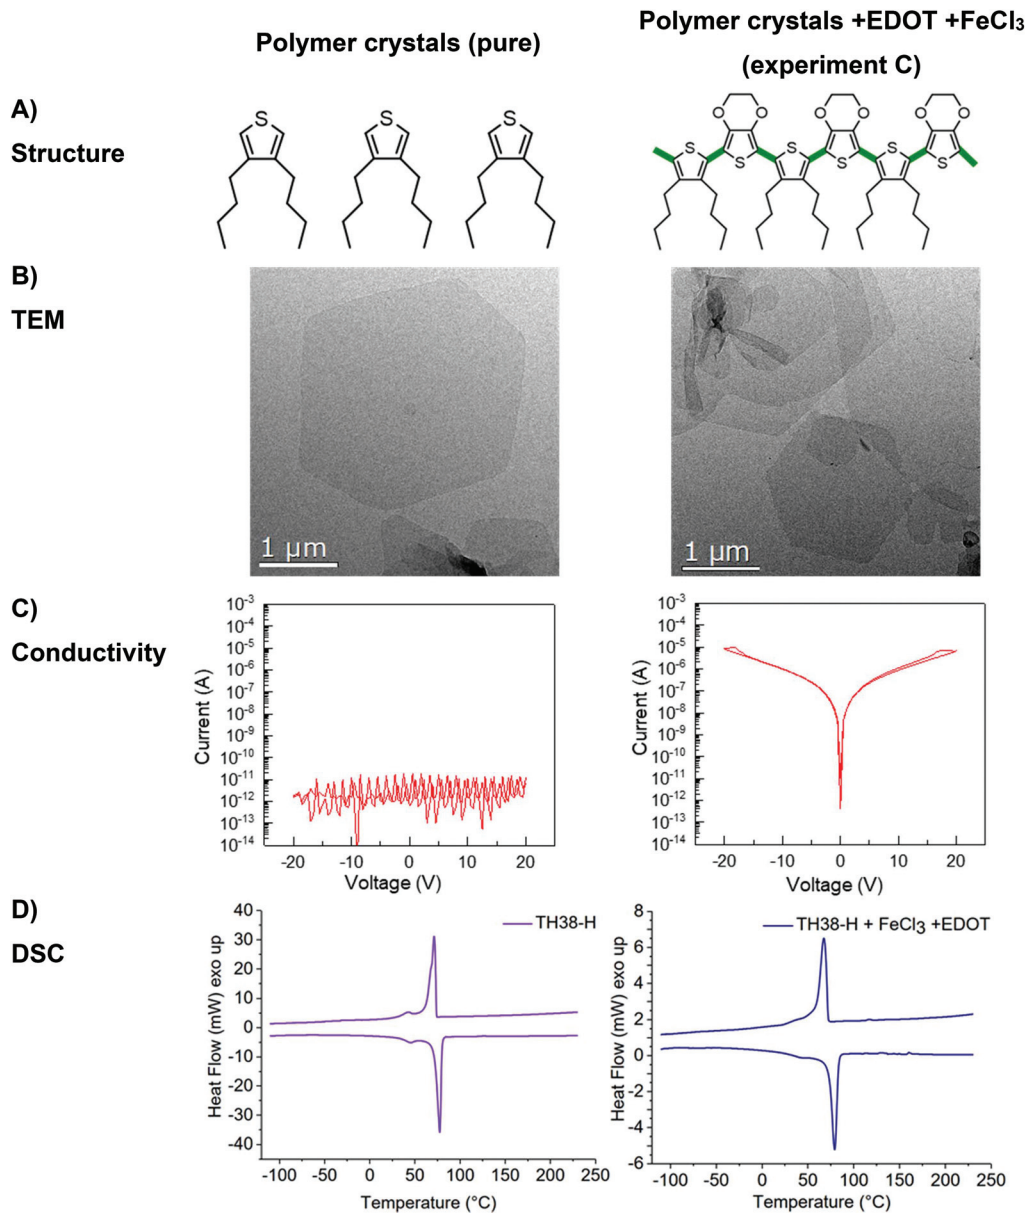 Polymer crystals (pure)
Polymer crystals +EDOT +FeCl₃
(experiment C)
A)
Structure
S
S
S
O
O
O
O
O
O
S
S
S
S
S
S
B)
TEM
1 µm
1 µm
C)
Conductivity
Current (A)
10⁻³
10⁻⁴
10⁻⁵
10⁻⁶
10⁻⁷
10⁻⁸
10⁻⁹
10⁻¹⁰
10⁻¹¹
10⁻¹²
10⁻¹³
10⁻¹⁴
-20 -10 0 10 20
Voltage (V)
Current (A)
10⁻³
10⁻⁴
10⁻⁵
10⁻⁶
10⁻⁷
10⁻⁸
10⁻⁹
10⁻¹⁰
10⁻¹¹
10⁻¹²
10⁻¹³
10⁻¹⁴
-20 -10 0 10 20
Voltage (V)
D)
DSC
Heat Flow (mW) exo up
40
30
20
10
0
-10
-20
-30
-40
TH38-H
-100 -50 0 50 100 150 200 250
Temperature (°C)
Heat Flow (mW) exo up
8
6
4
2
0
-2
-4
-6
TH38-H + FeCl₃ +EDOT
-100 -50 0 50 100 150 200 250
Temperature (°C)